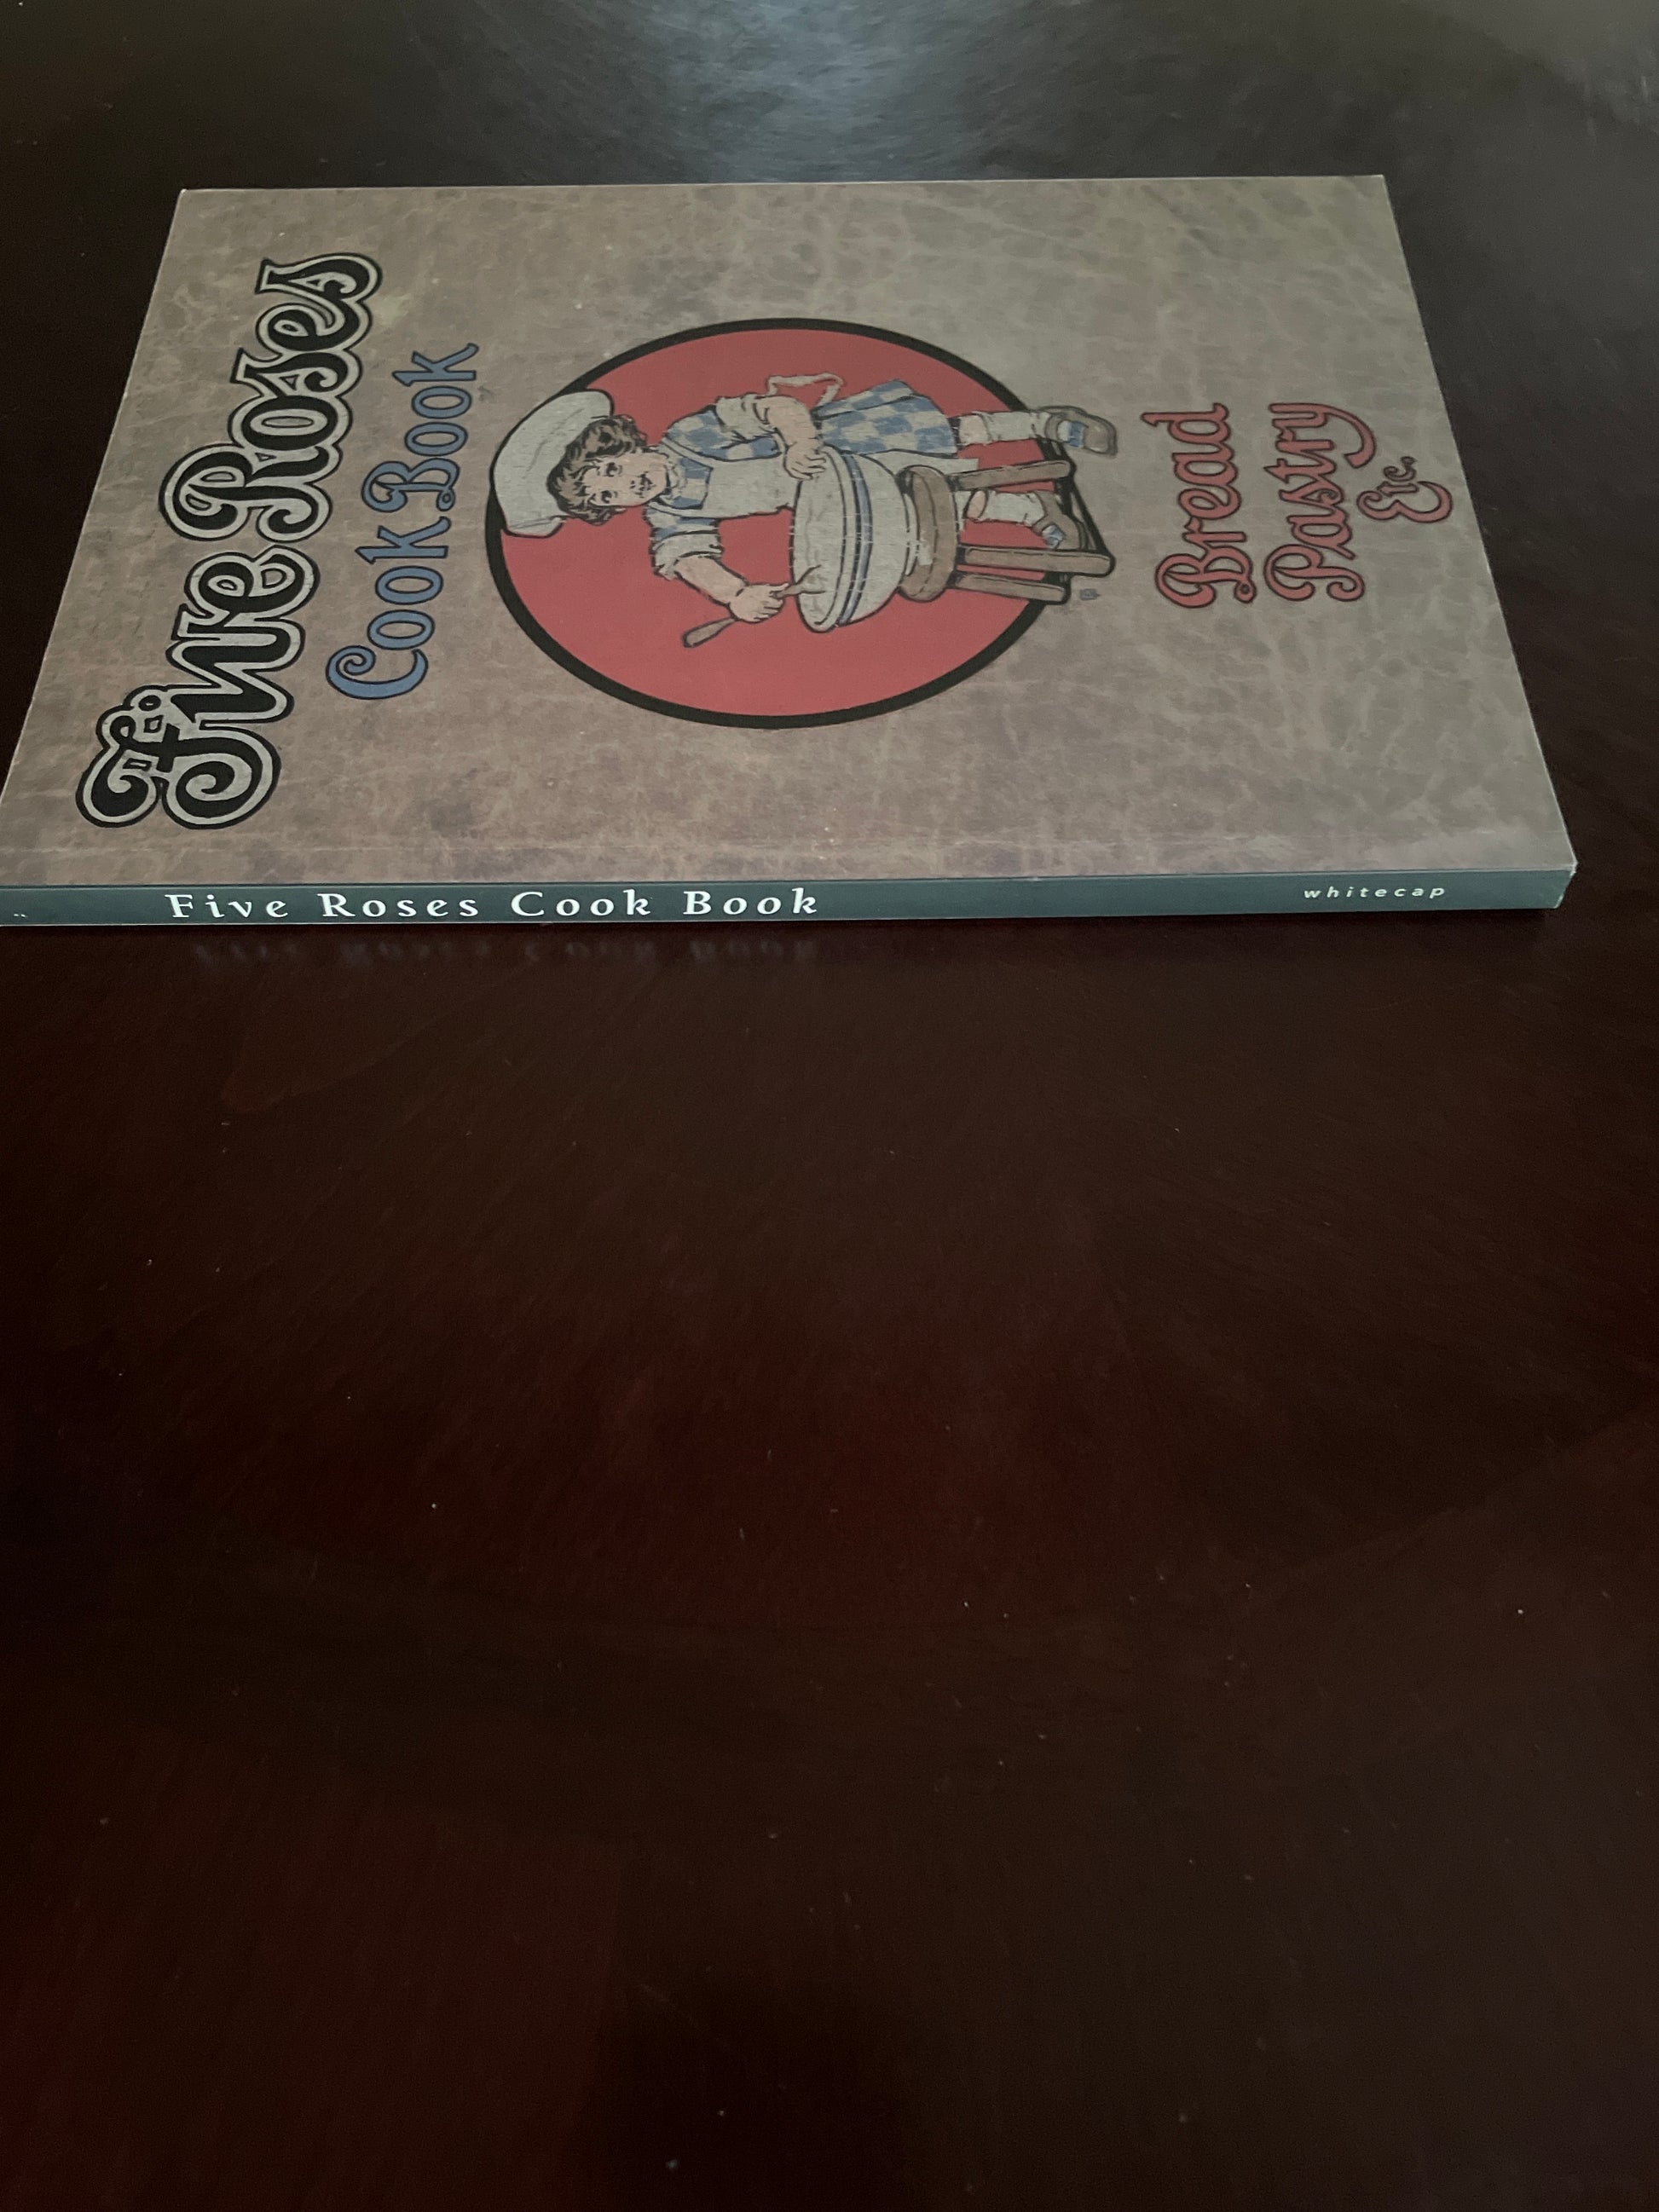 Five Roses
Cook Book
Bread
Pastry
Etc.
Five Roses Cook Book
whitecap